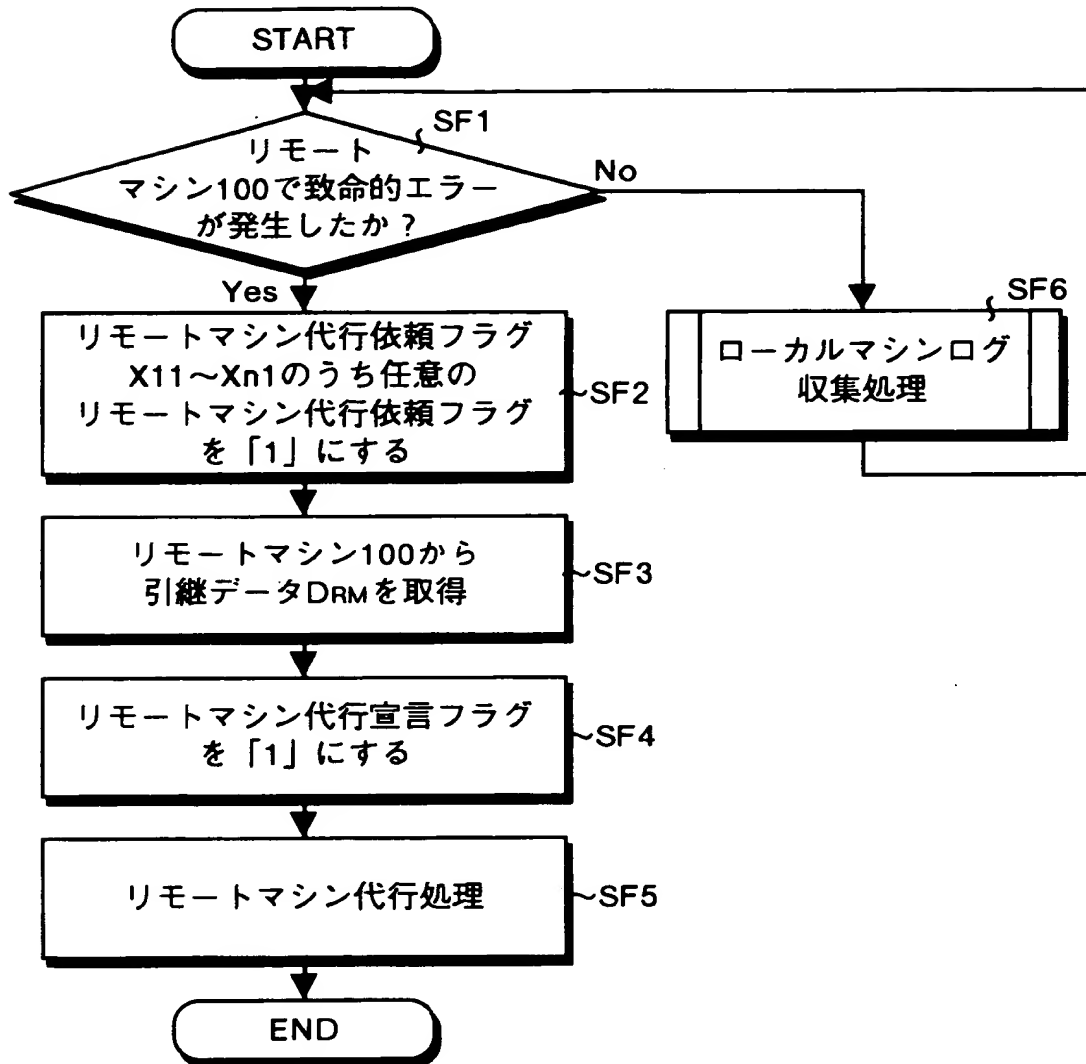 START
SF1
リモート
マシン100で致命的エラー
が発生したか？
No
Yes
SF6
ローカルマシンログ
収集処理
リモートマシン代行依頼フラグ
X11～Xn1のうち任意の
リモートマシン代行依頼フラグ
を「1」にする
SF2
リモートマシン100から
引継データDRMを取得
SF3
リモートマシン代行宣言フラグ
を「1」にする
SF4
リモートマシン代行処理
SF5
END